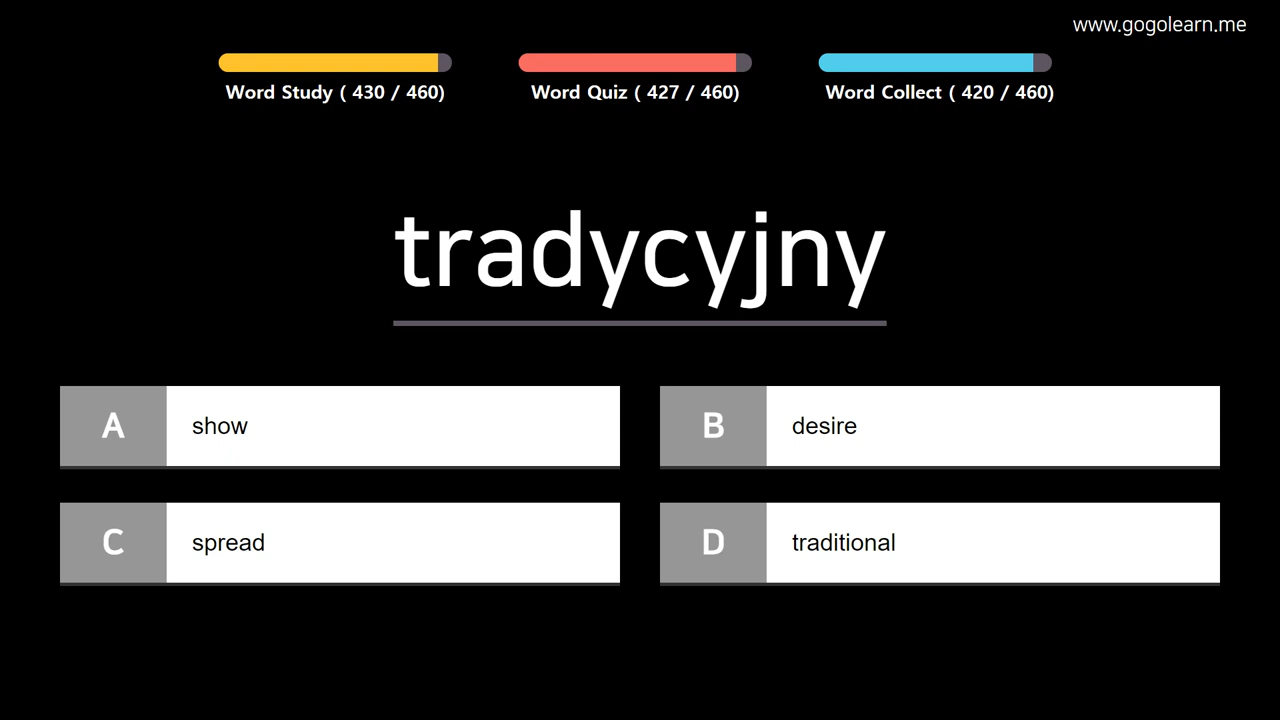 www.gogolearn.me
Word Study ( 430 / 460)
Word Quiz ( 427 / 460)
Word Collect ( 420 / 460)
tradycyjny
A show
B desire
C spread
D traditional